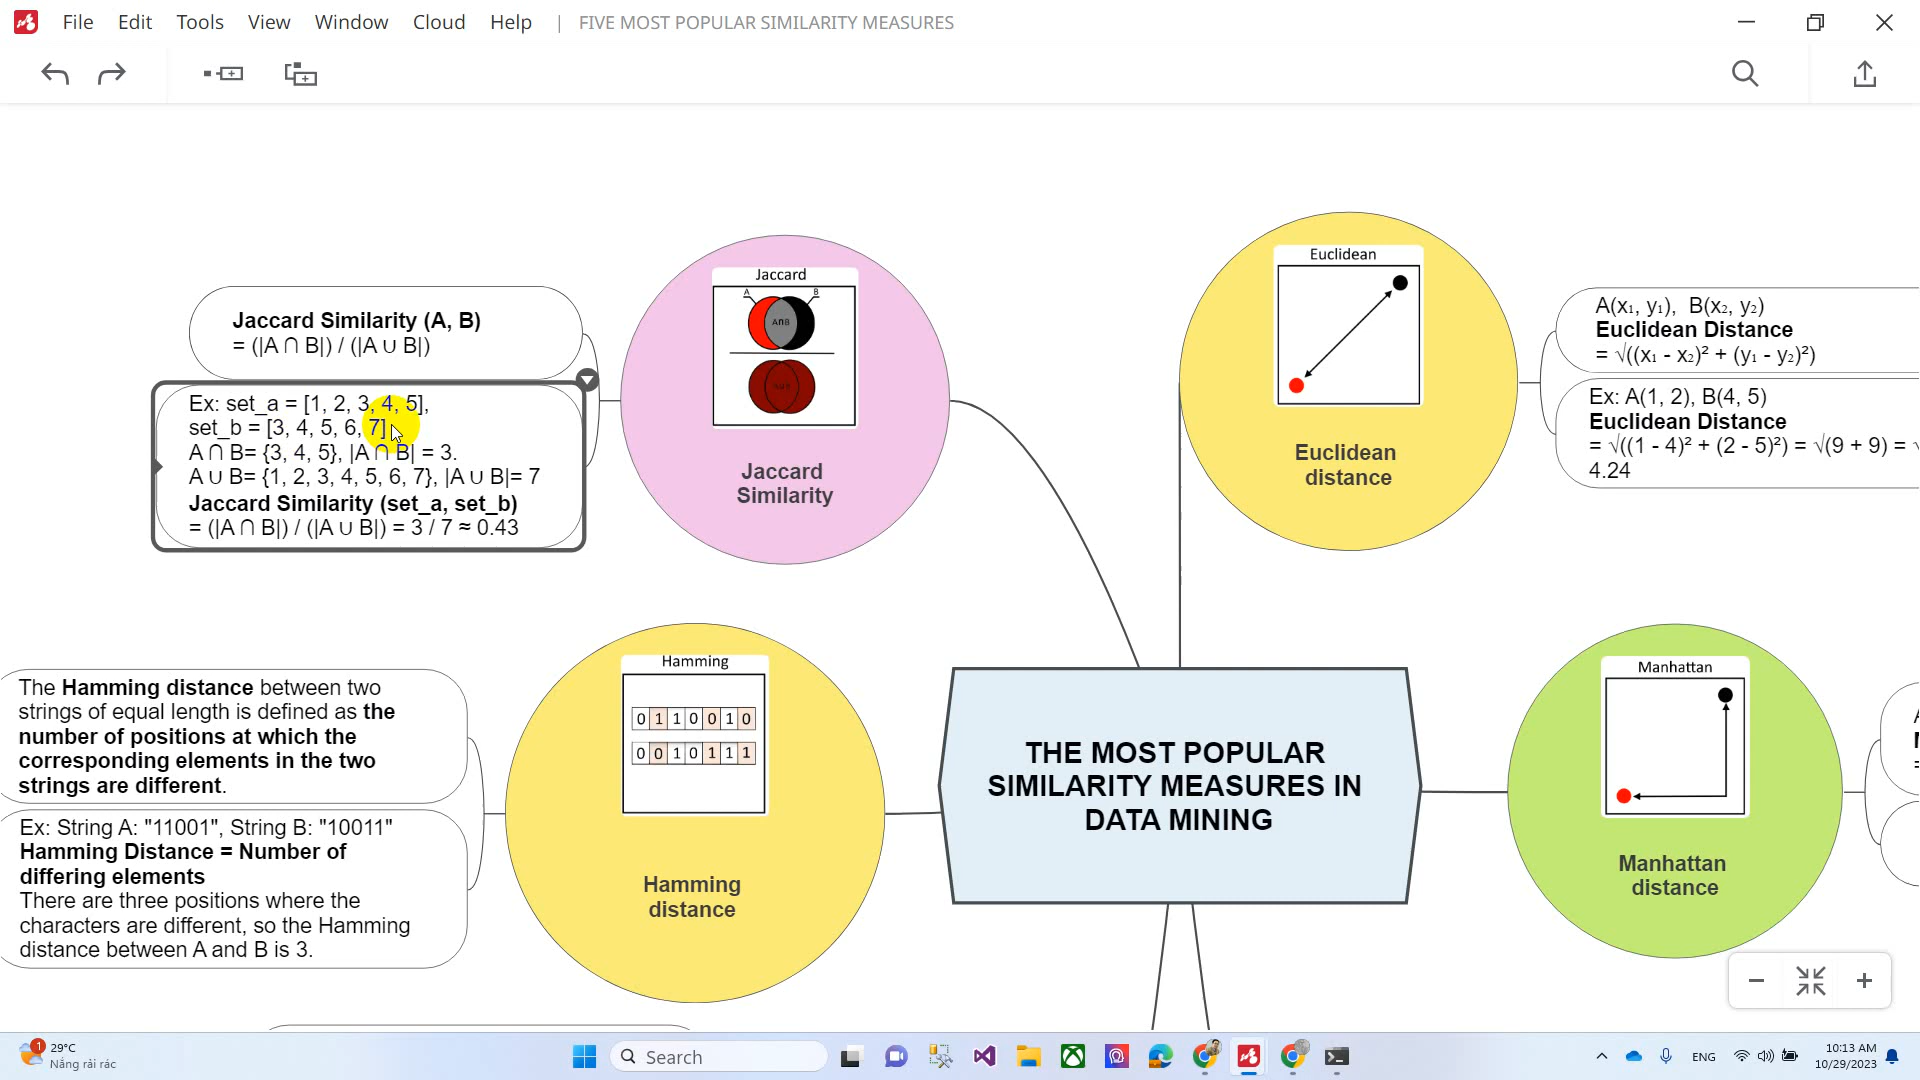 File Edit Tools View Window Cloud Help | FIVE MOST POPULAR SIMILARITY MEASURES
Jaccard Similarity (A, B)
= (|A ∩ B|) / (|A ∪ B|)
Ex: set_a = [1, 2, 3, 4, 5],
set_b = [3, 4, 5, 6, 7]
A ∩ B= {3, 4, 5}, |A ∩ B| = 3.
A ∪ B= {1, 2, 3, 4, 5, 6, 7}, |A ∪ B|= 7
Jaccard Similarity (set_a, set_b)
= (|A ∩ B|) / (|A ∪ B|) = 3 / 7 ≈ 0.43
Jaccard
A B
A∩B
Jaccard
Similarity
Euclidean
Euclidean
distance
A(x₁, y₁), B(x₂, y₂)
Euclidean Distance
= √((x₁ - x₂)² + (y₁ - y₂)²)
Ex: A(1, 2), B(4, 5)
Euclidean Distance
= √((1 - 4)² + (2 - 5)²) = √(9 + 9) = √
4.24
The Hamming distance between two
strings of equal length is defined as the
number of positions at which the
corresponding elements in the two
strings are different.
Ex: String A: "11001", String B: "10011"
Hamming Distance = Number of
differing elements
There are three positions where the
characters are different, so the Hamming
distance between A and B is 3.
Hamming
0 1 1 0 0 1 0
0 0 1 0 1 1 1
Hamming
distance
THE MOST POPULAR
SIMILARITY MEASURES IN
DATA MINING
Manhattan
Manhattan
distance
1
29°C
Nắng rải rác
Search
ENG
10:13 AM
10/29/2023